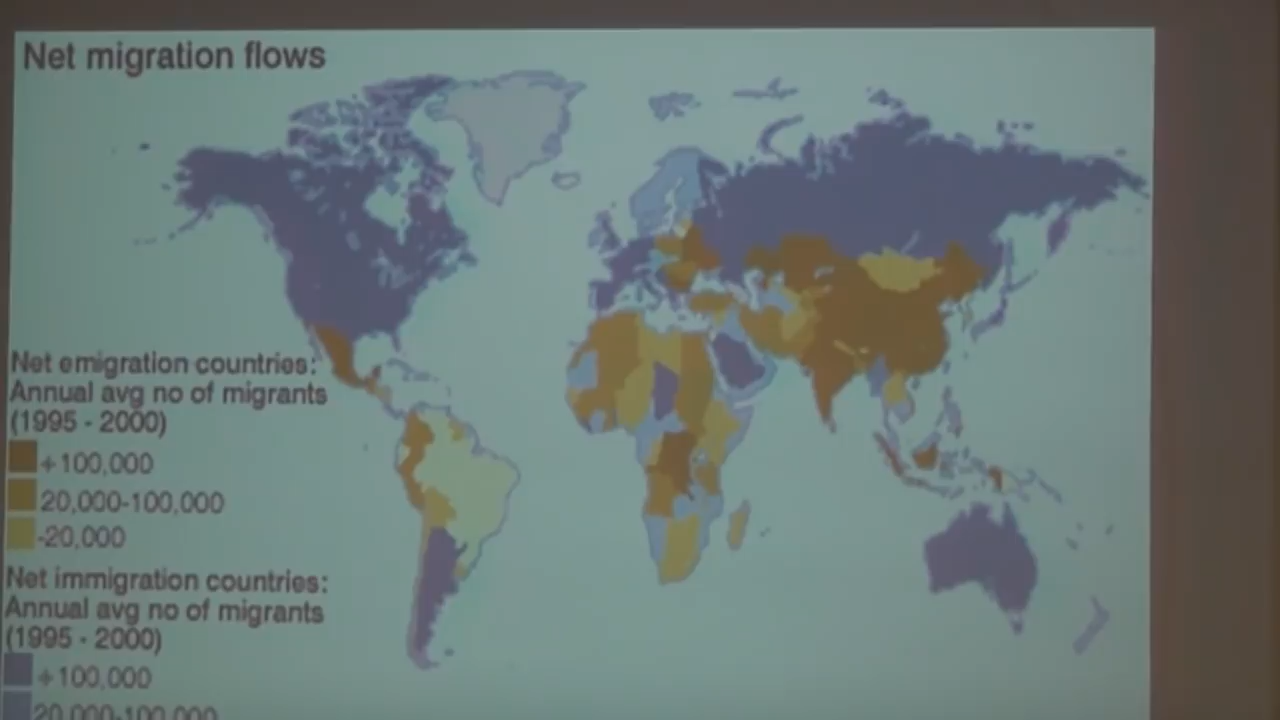 Net migration flows
Net emigration countries:
Annual avg no of migrants
(1995 - 2000)
+100,000
20,000-100,000
-20,000
Net immigration countries:
Annual avg no of migrants
(1995 - 2000)
+100,000
20,000-100,000